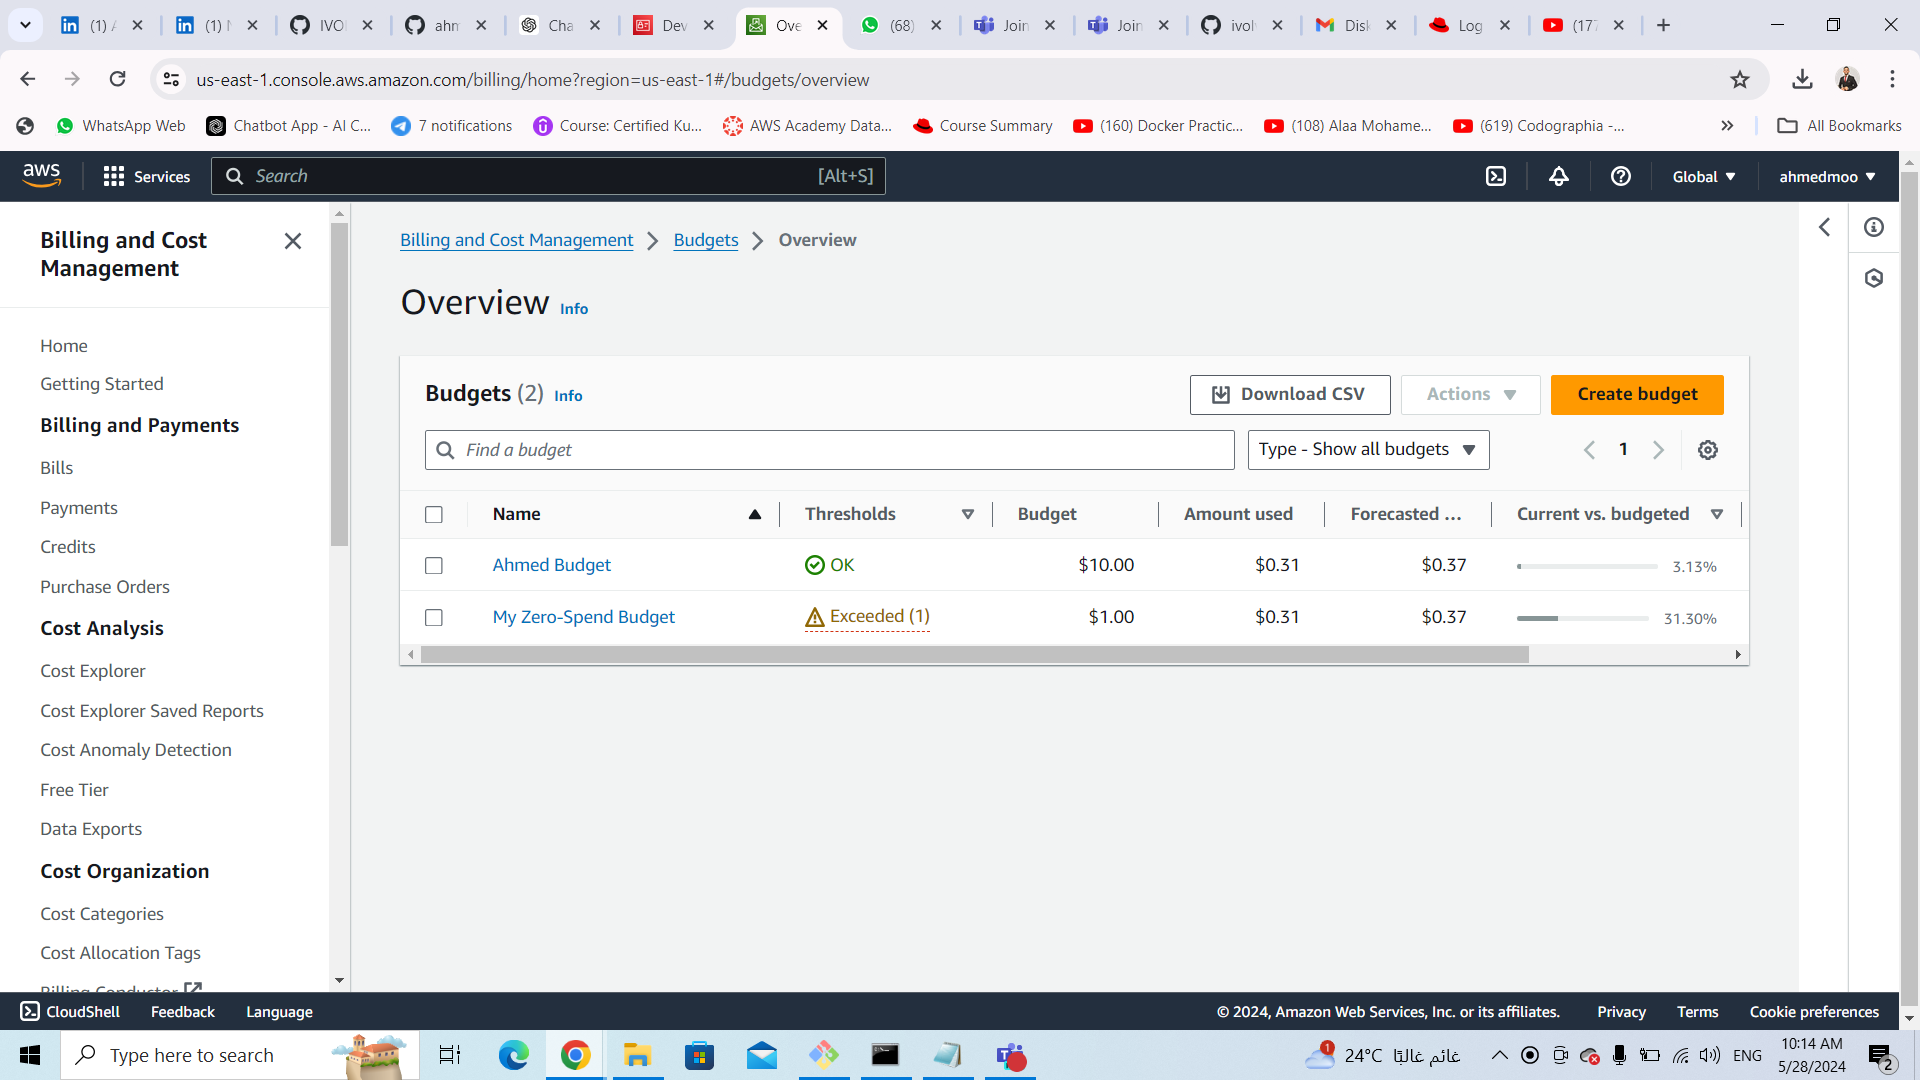 (1) A
(1) N
IVOl
ahm
Cha
Dev
Ove
(68)
Join
Join
ivol
Disk
Log
(177
us-east-1.console.aws.amazon.com/billing/home?region=us-east-1#/budgets/overview
WhatsApp Web
Chatbot App - AI C...
7 notifications
Course: Certified Ku...
AWS Academy Data...
Course Summary
(160) Docker Practic...
(108) Alaa Mohame...
(619) Codographia -...
All Bookmarks
aws
Services
Search
[Alt+S]
Global
ahmedmoo
Billing and Cost
Management
Home
Getting Started
Billing and Payments
Bills
Payments
Credits
Purchase Orders
Cost Analysis
Cost Explorer
Cost Explorer Saved Reports
Cost Anomaly Detection
Free Tier
Data Exports
Cost Organization
Cost Categories
Cost Allocation Tags
Billing Conductor
Billing and Cost Management > Budgets > Overview
Overview Info
Budgets (2) Info
Download CSV
Actions
Create budget
Find a budget
Type - Show all budgets
1
Name Thresholds Budget Amount used Forecasted ... Current vs. budgeted
Ahmed Budget OK $10.00 $0.31 $0.37 3.13%
My Zero-Spend Budget Exceeded (1) $1.00 $0.31 $0.37 31.30%
CloudShell
Feedback
Language
© 2024, Amazon Web Services, Inc. or its affiliates.
Privacy
Terms
Cookie preferences
Type here to search
1
24°C غائم غالبًا
ENG
10:14 AM
5/28/2024
2